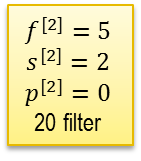 f^[2] = 5
s^[2] = 2
p^[2] = 0
20 filter